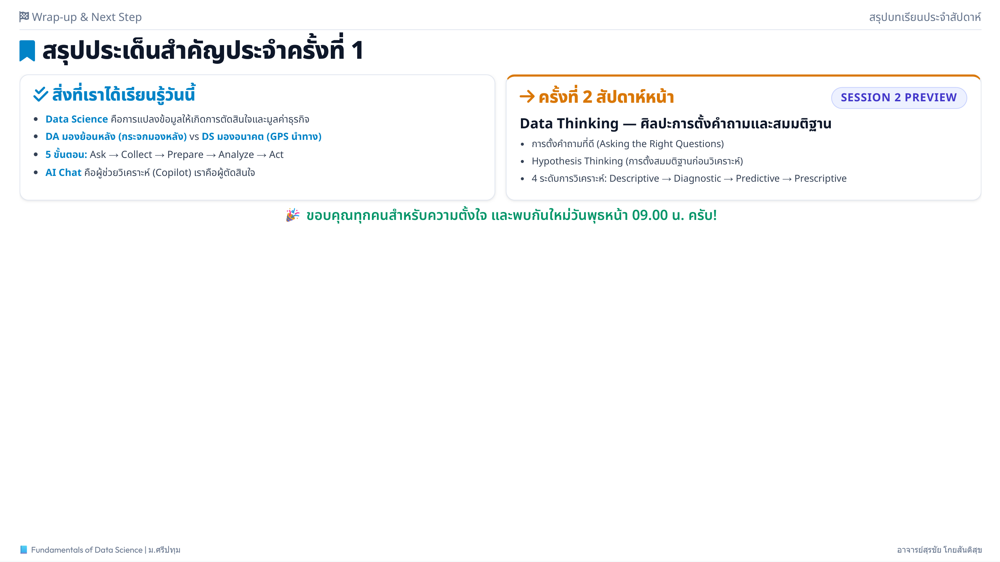 Wrap-up & Next Step
สรุปบทเรียนประจำสัปดาห์
สรุปประเด็นสำคัญประจำครั้งที่ 1
สิ่งที่เราได้เรียนรู้วันนี้
• Data Science คือการแปลงข้อมูลให้เกิดการตัดสินใจและมูลค่าธุรกิจ
• DA มองย้อนหลัง (กระจกมองหลัง) vs DS มองอนาคต (GPS นำทาง)
• 5 ขั้นตอน: Ask → Collect → Prepare → Analyze → Act
• AI Chat คือผู้ช่วยวิเคราะห์ (Copilot) เราคือผู้ตัดสินใจ
ครั้งที่ 2 สัปดาห์หน้า
SESSION 2 PREVIEW
Data Thinking — ศิลปะการตั้งคำถามและสมมติฐาน
• การตั้งคำถามที่ดี (Asking the Right Questions)
• Hypothesis Thinking (การตั้งสมมติฐานก่อนวิเคราะห์)
• 4 ระดับการวิเคราะห์: Descriptive → Diagnostic → Predictive → Prescriptive
🎉 ขอบคุณทุกคนสำหรับความตั้งใจ และพบกันใหม่วันพุธหน้า 09.00 น. ครับ!
📘 Fundamentals of Data Science | ม.ศรีปทุม
อาจารย์สุรชัย โกยสันติสุข